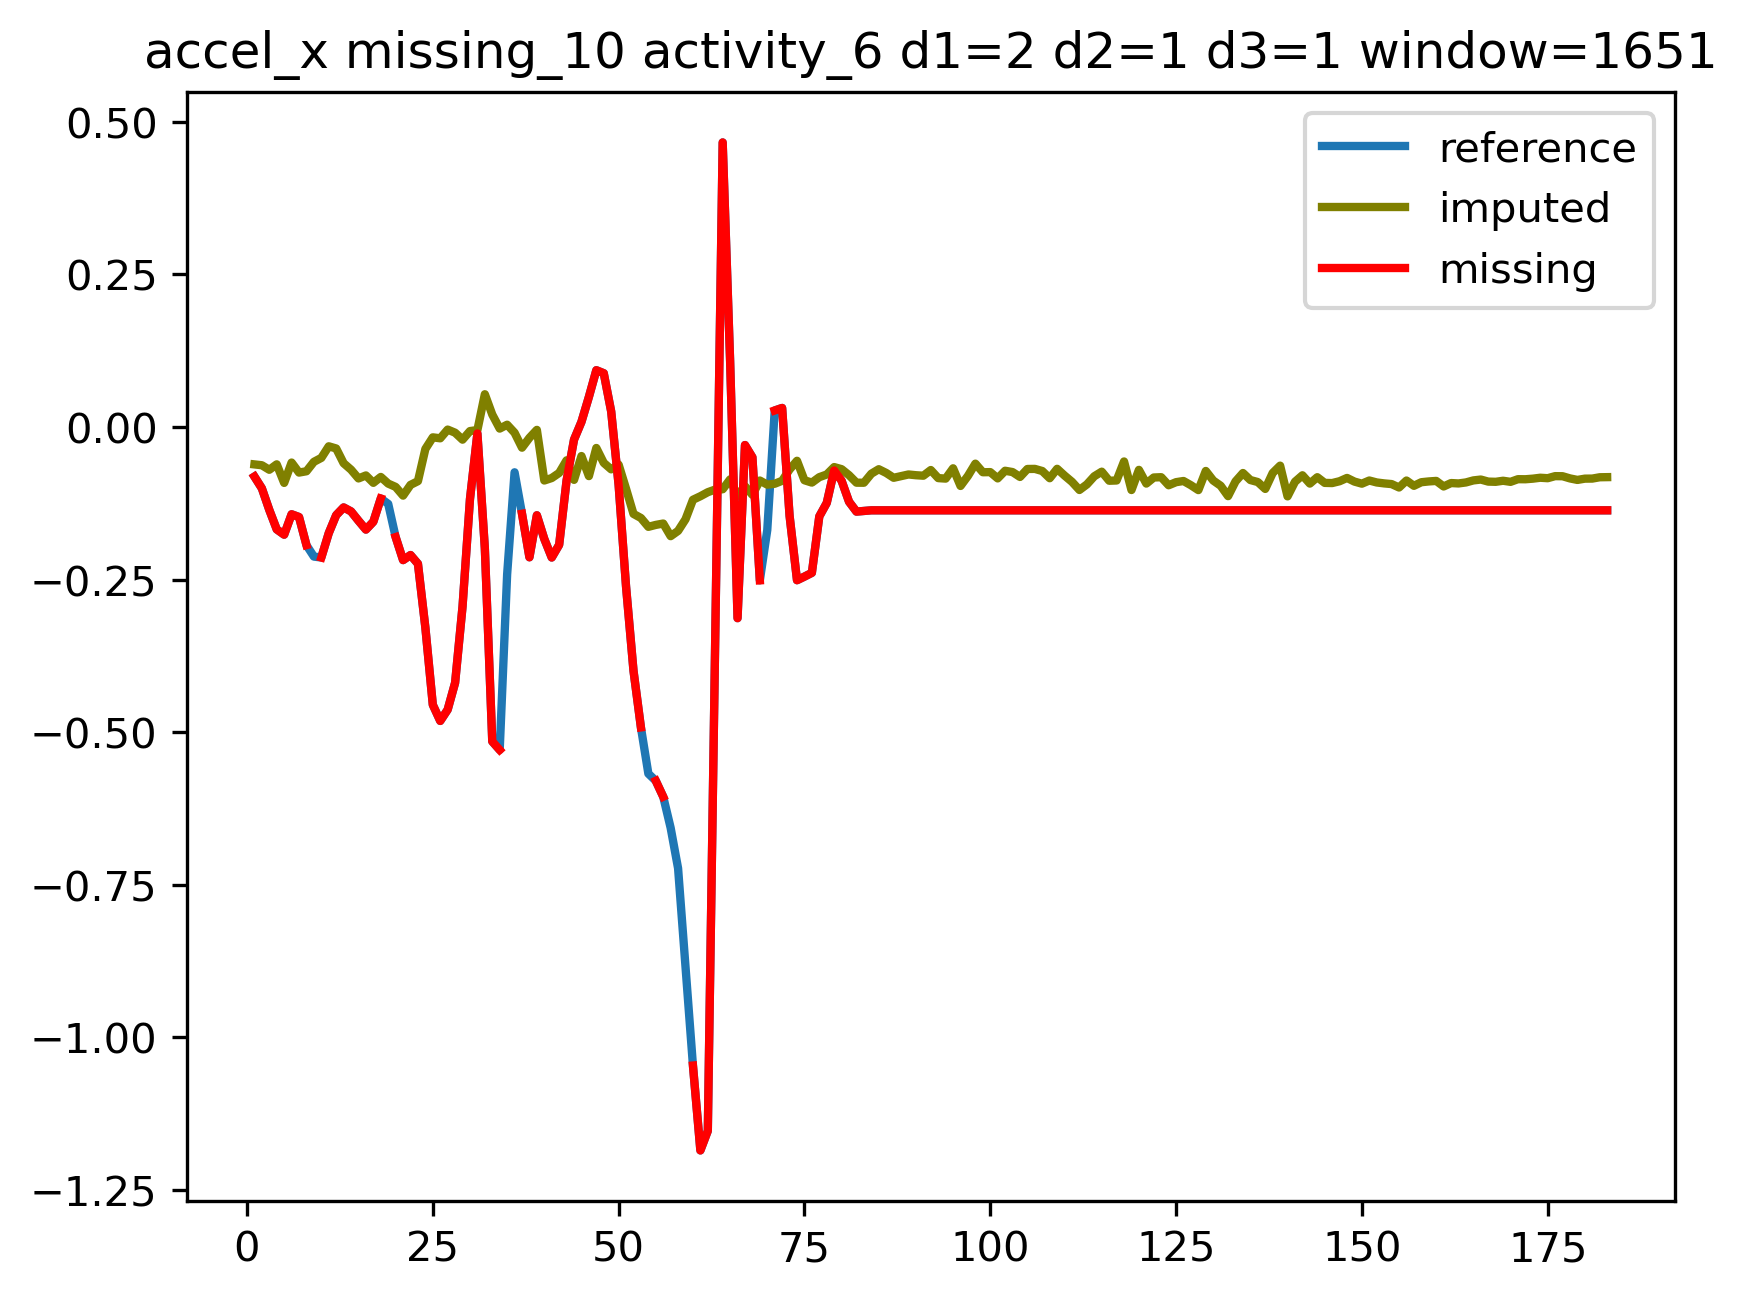 accel_x missing_10 activity_6 d1=2 d2=1 d3=1 window=1651
reference
imputed
missing
0.50
0.25
0.00
−0.25
−0.50
−0.75
−1.00
−1.25
0 25 50 75 100 125 150 175